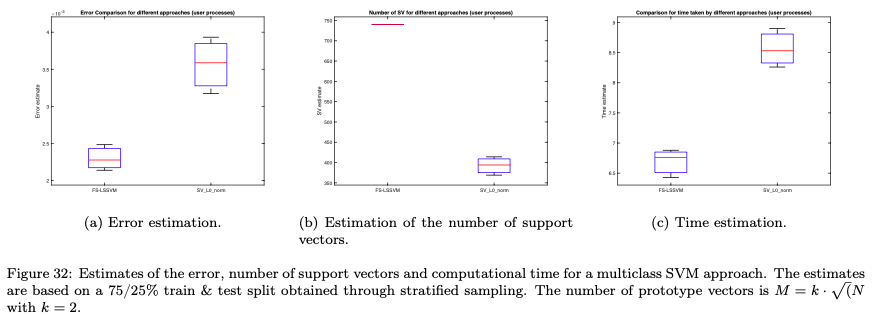 Error Comparison for different approaches (user processes)
×10⁻³
4
3.5
3
2.5
2
Error estimate
FS-LSSVM
SV_L0_norm
(a) Error estimation.
Number of SV for different approaches (user processes)
750
700
650
600
550
500
450
400
350
SV estimate
FS-LSSVM
SV_L0_norm
(b) Estimation of the number of support
vectors.
Comparison for time taken by different approaches (user processes)
9
8.5
8
7.5
7
6.5
Time estimate
FS-LSSVM
SV_L0_norm
(c) Time estimation.
Figure 32: Estimates of the error, number of support vectors and computational time for a multiclass SVM approach. The estimates
are based on a 75/25% train & test split obtained through stratified sampling. The number of prototype vectors is M = k · √(N
with k = 2.